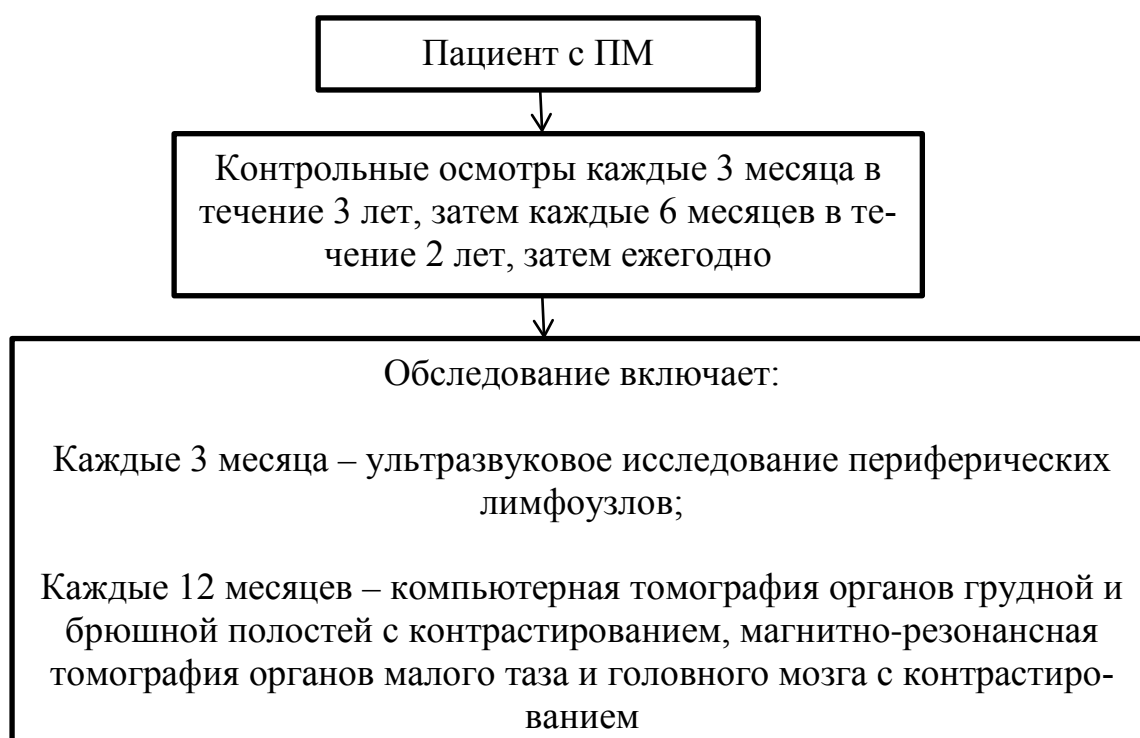 Пациент с ПМ
Контрольные осмотры каждые 3 месяца в
течение 3 лет, затем каждые 6 месяцев в те-
чение 2 лет, затем ежегодно
Обследование включает:
Каждые 3 месяца – ультразвуковое исследование периферических
лимфоузлов;
Каждые 12 месяцев – компьютерная томография органов грудной и
брюшной полостей с контрастированием, магнитно-резонансная
томография органов малого таза и головного мозга с контрастиро-
ванием